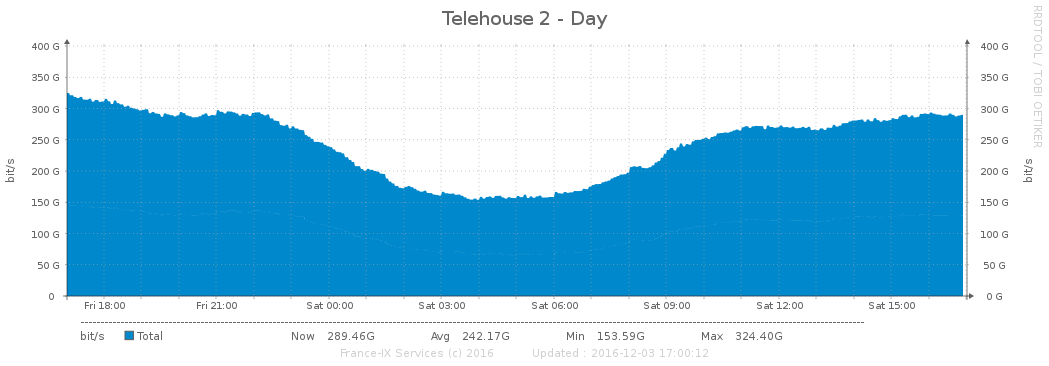 Telehouse 2 - Day
RRDTOOL / TOBI OETIKER
400 G 400 G
350 G 350 G
300 G 300 G
250 G 250 G
200 G 200 G
150 G 150 G
100 G 100 G
50 G 50 G
0 0 G
bit/s bit/s
Fri 18:00 Fri 21:00 Sat 00:00 Sat 03:00 Sat 06:00 Sat 09:00 Sat 12:00 Sat 15:00
bit/s Total Now 289.46G Avg 242.17G Min 153.59G Max 324.40G
France-IX Services (c) 2016 Updated : 2016-12-03 17:00:12